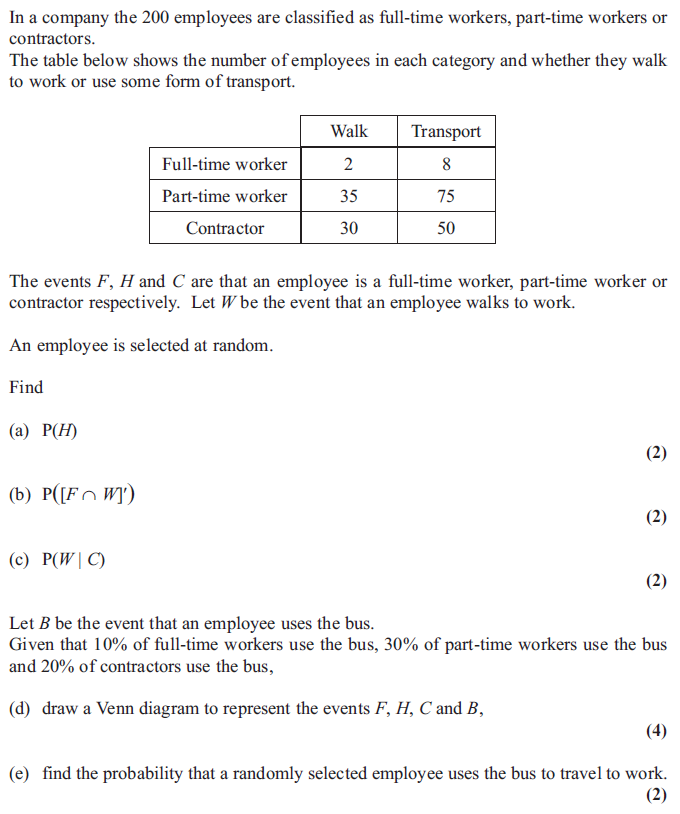 In a company the 200 employees are classified as full-time workers, part-time workers or
contractors.
The table below shows the number of employees in each category and whether they walk
to work or use some form of transport.
Walk Transport
Full-time worker 2 8
Part-time worker 35 75
Contractor 30 50
The events F, H and C are that an employee is a full-time worker, part-time worker or
contractor respectively. Let W be the event that an employee walks to work.
An employee is selected at random.
Find
(a) P(H)
(2)
(b) P([F ∩ W]′)
(2)
(c) P(W | C)
(2)
Let B be the event that an employee uses the bus.
Given that 10% of full-time workers use the bus, 30% of part-time workers use the bus
and 20% of contractors use the bus,
(d) draw a Venn diagram to represent the events F, H, C and B,
(4)
(e) find the probability that a randomly selected employee uses the bus to travel to work.
(2)